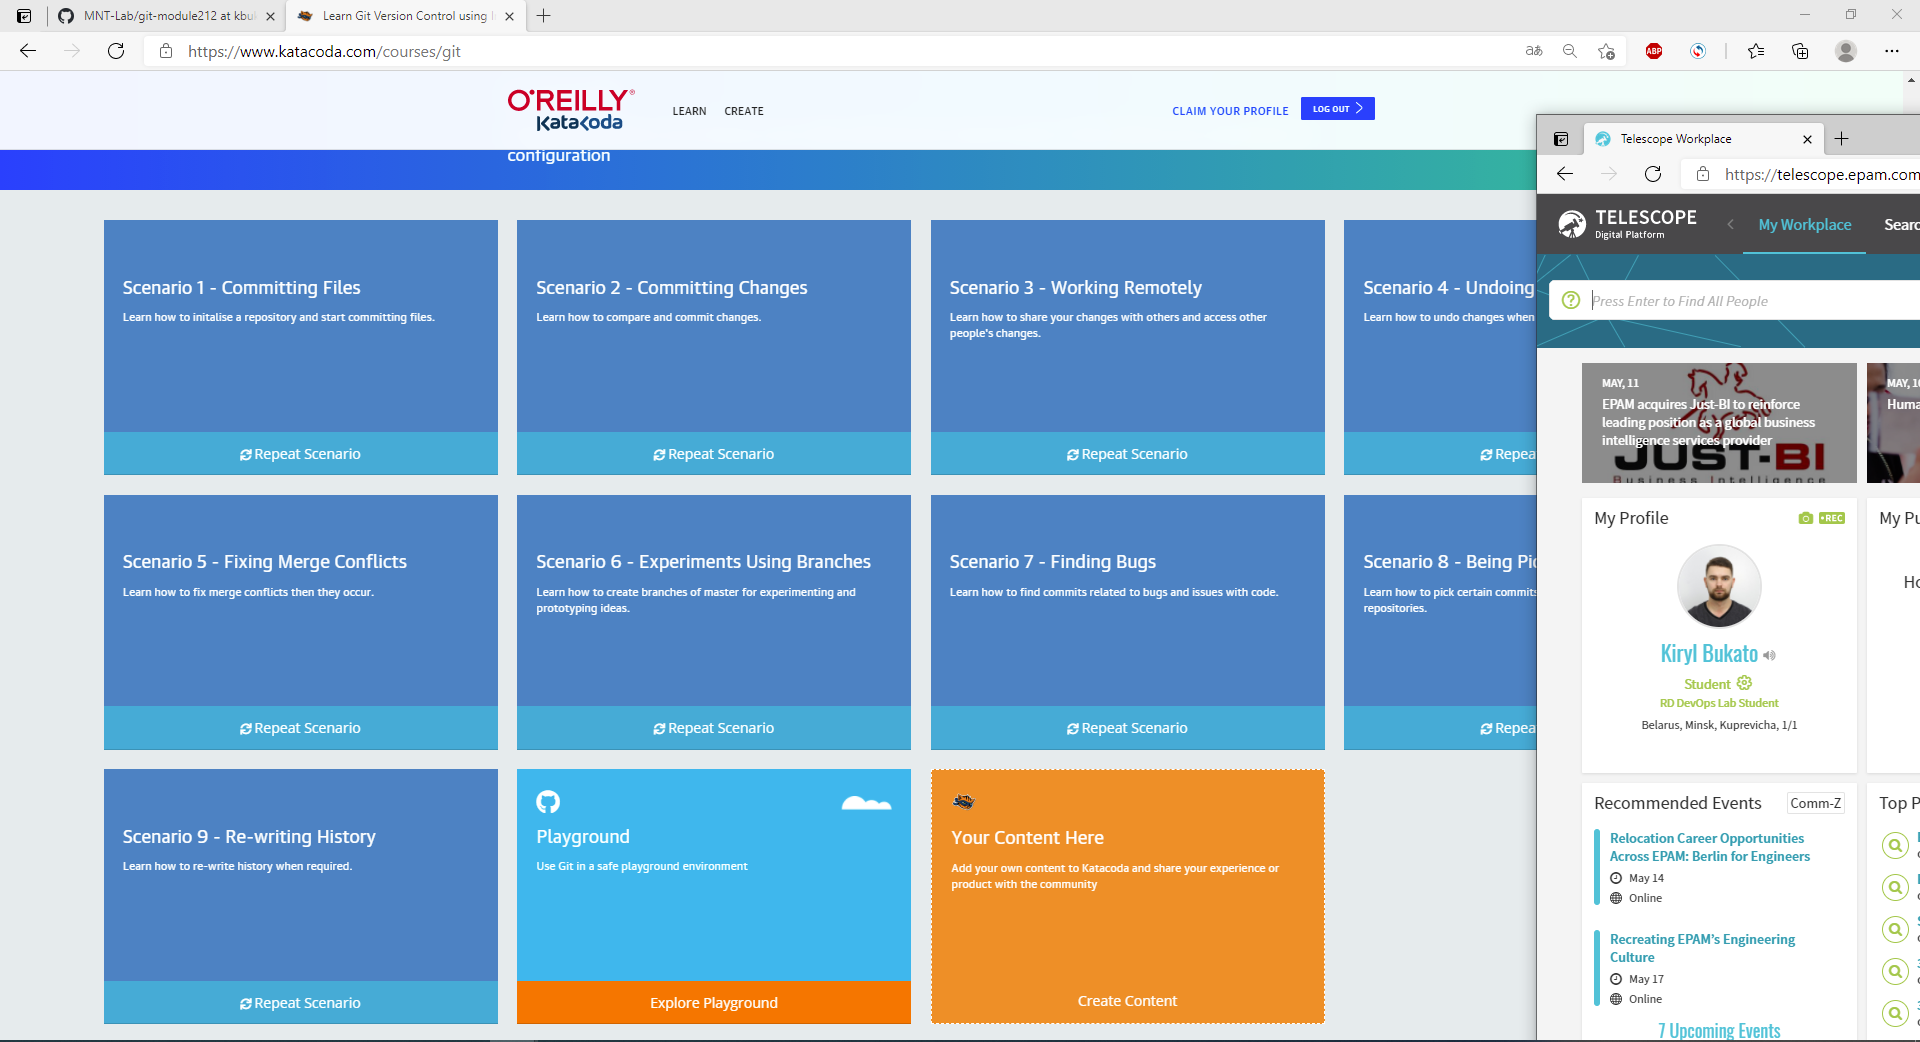 MNT-Lab/git-module212 at kbuk
Learn Git Version Control using I
https://www.katacoda.com/courses/git
ABP
O'REILLY®
Katacoda
LEARN
CREATE
CLAIM YOUR PROFILE
LOG OUT
configuration
Scenario 1 - Committing Files
Learn how to initalise a repository and start committing files.
Repeat Scenario
Scenario 2 - Committing Changes
Learn how to compare and commit changes.
Repeat Scenario
Scenario 3 - Working Remotely
Learn how to share your changes with others and access other
people's changes.
Repeat Scenario
Scenario 4 - Undoing
Learn how to undo changes when
Repea
Scenario 5 - Fixing Merge Conflicts
Learn how to fix merge conflicts then they occur.
Repeat Scenario
Scenario 6 - Experiments Using Branches
Learn how to create branches of master for experimenting and
prototyping ideas.
Repeat Scenario
Scenario 7 - Finding Bugs
Learn how to find commits related to bugs and issues with code.
Repeat Scenario
Scenario 8 - Being Pic
Learn how to pick certain commits
repositories.
Repea
Scenario 9 - Re-writing History
Learn how to re-write history when required.
Repeat Scenario
Playground
Use Git in a safe playground environment
Explore Playground
Your Content Here
Add your own content to Katacoda and share your experience or
product with the community
Create Content
Telescope Workplace
https://telescope.epam.com
TELESCOPE
Digital Platform
My Workplace
Searc
Press Enter to Find All People
MAY, 11
EPAM acquires Just-BI to reinforce
leading position as a global business
intelligence services provider
JUST-BI
Business Intelligence
MAY, 10
Huma
My Profile
REC
Kiryl Bukato
Student
RD DevOps Lab Student
Belarus, Minsk, Kuprevicha, 1/1
My Pu
Ho
Recommended Events
Comm-Z
Relocation Career Opportunities
Across EPAM: Berlin for Engineers
May 14
Online
Recreating EPAM's Engineering
Culture
May 17
Online
7 Upcoming Events
Top P